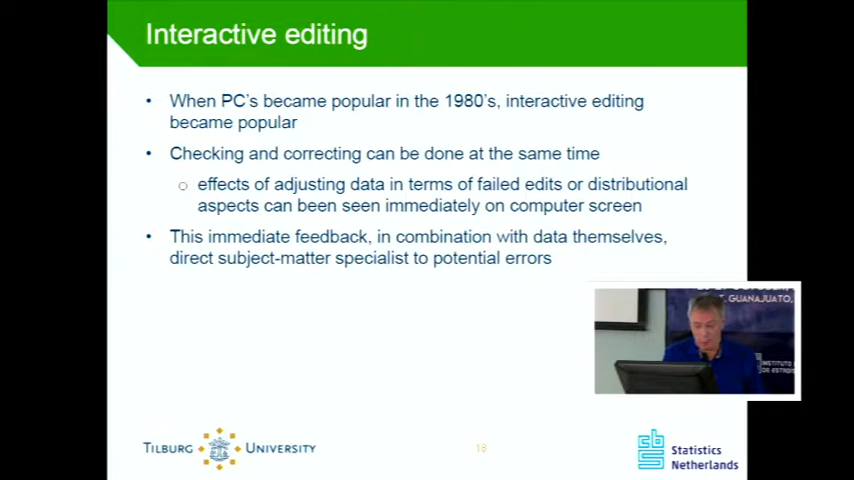 Interactive editing
• When PC's became popular in the 1980's, interactive editing
became popular
• Checking and correcting can be done at the same time
○ effects of adjusting data in terms of failed edits or distributional
aspects can been seen immediately on computer screen
• This immediate feedback, in combination with data themselves,
direct subject-matter specialist to potential errors
GUANAJUATO,
INSTITUTO
DE ESTADÍS
TILBURG UNIVERSITY
18
cbs
Statistics
Netherlands